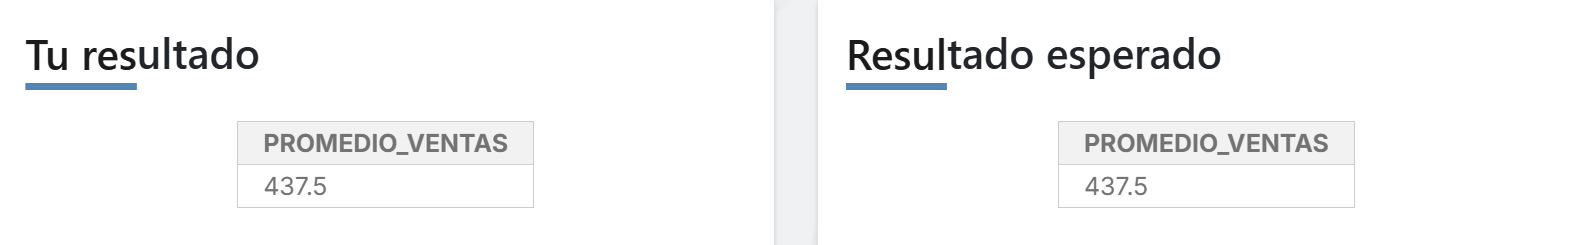 Tu resultado
PROMEDIO_VENTAS
437.5
Resultado esperado
PROMEDIO_VENTAS
437.5